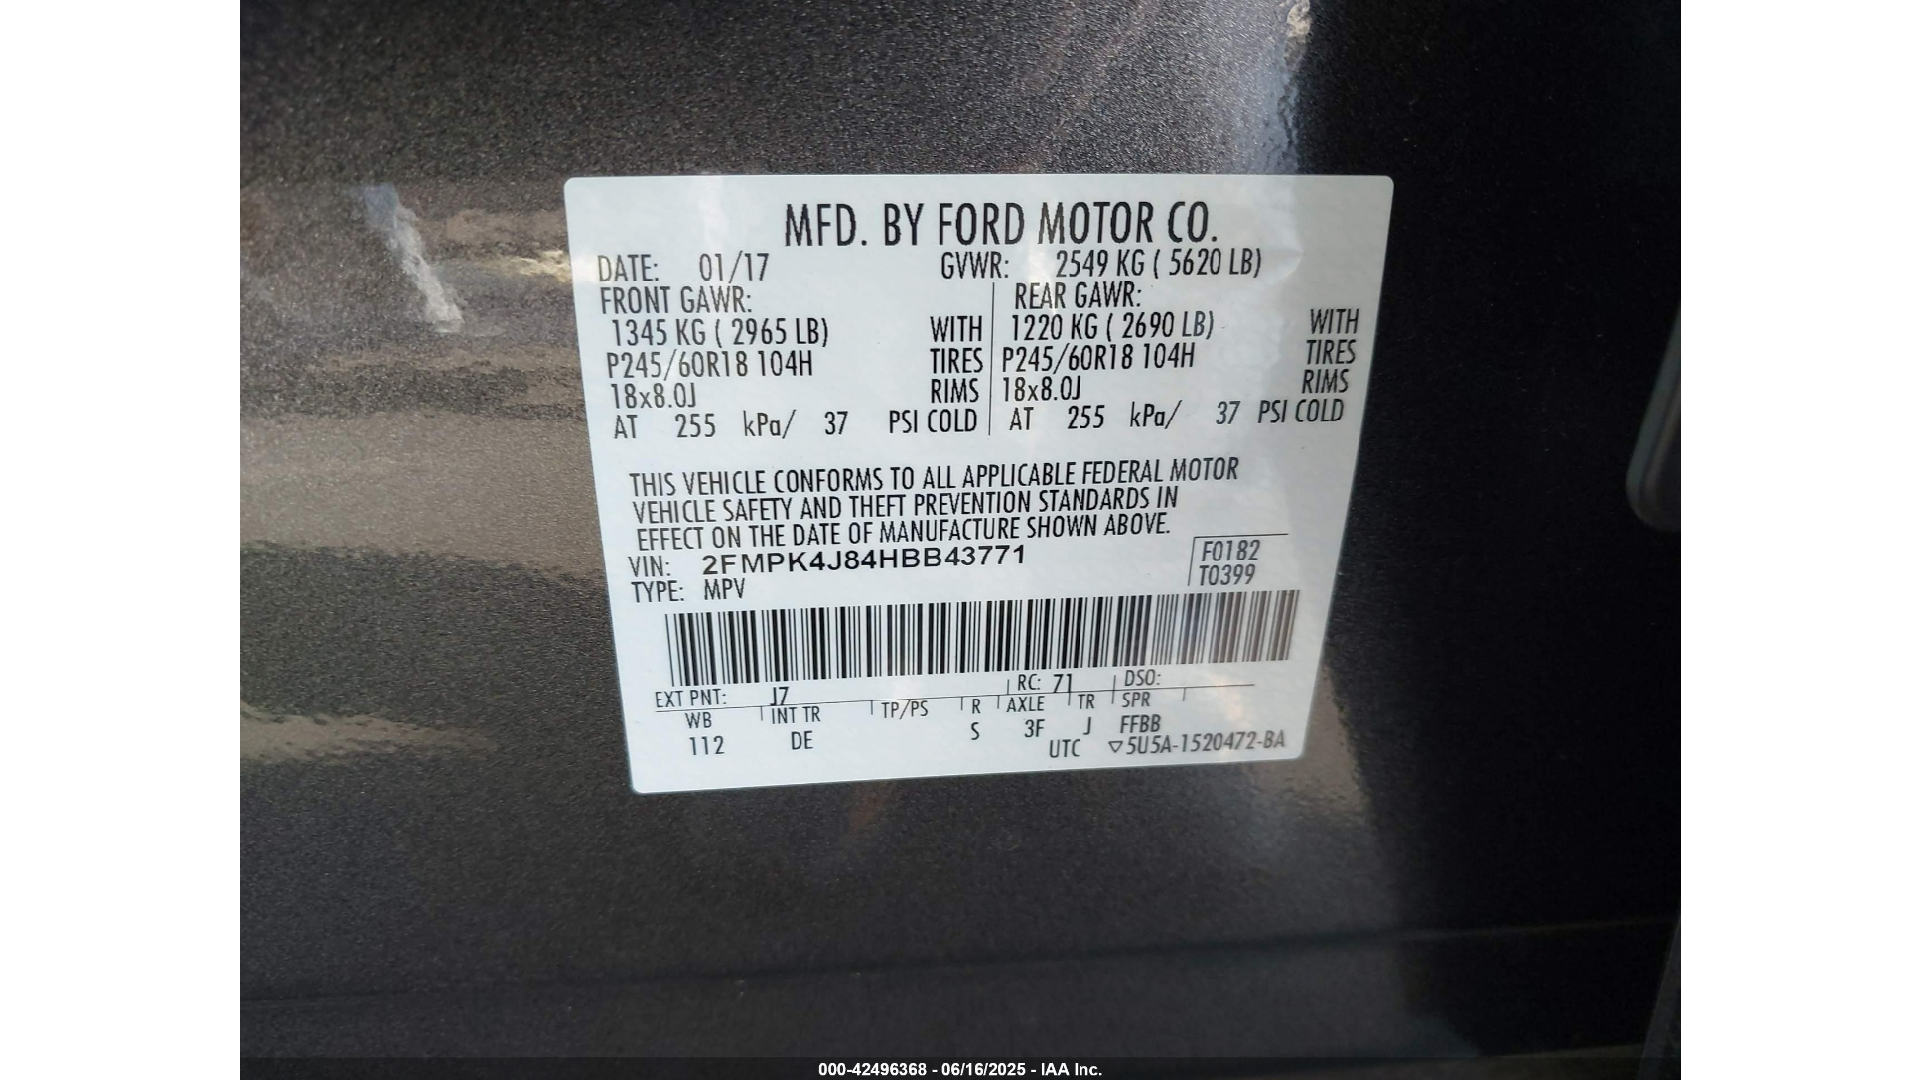 MFD. BY FORD MOTOR CO.
DATE: 01/17 GVWR: 2549 KG ( 5620 LB)
FRONT GAWR: REAR GAWR:
1345 KG ( 2965 LB) WITH 1220 KG ( 2690 LB) WITH
P245/60R18 104H TIRES P245/60R18 104H TIRES
18x8.0J RIMS 18x8.0J RIMS
AT 255 kPa/ 37 PSI COLD AT 255 kPa/ 37 PSI COLD
THIS VEHICLE CONFORMS TO ALL APPLICABLE FEDERAL MOTOR
VEHICLE SAFETY AND THEFT PREVENTION STANDARDS IN
EFFECT ON THE DATE OF MANUFACTURE SHOWN ABOVE.
VIN: 2FMPK4J84HBB43771 F0182
TYPE: MPV T0399
EXT PNT: J7 RC: 71 DSO:
WB INT TR TP/PS R AXLE TR SPR
112 DE S 3F J FFBB
UTC ▽5U5A-1520472-BA
000-42496368 - 06/16/2025 - IAA Inc.